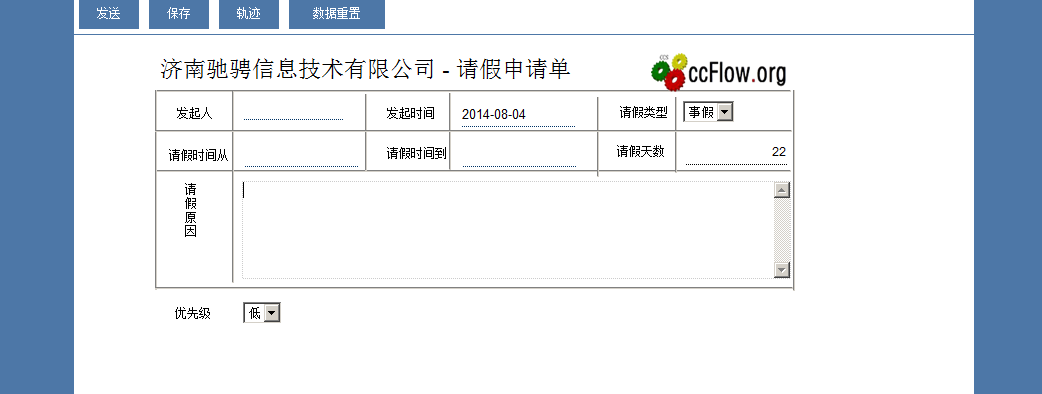 发送 保存 轨迹 数据重置
济南驰骋信息技术有限公司 - 请假申请单
CCS
ccFlow.org
发起人 发起时间 2014-08-04 请假类型 事假
请假时间从 请假时间到 请假天数 22
请
假
原
因
优先级 低